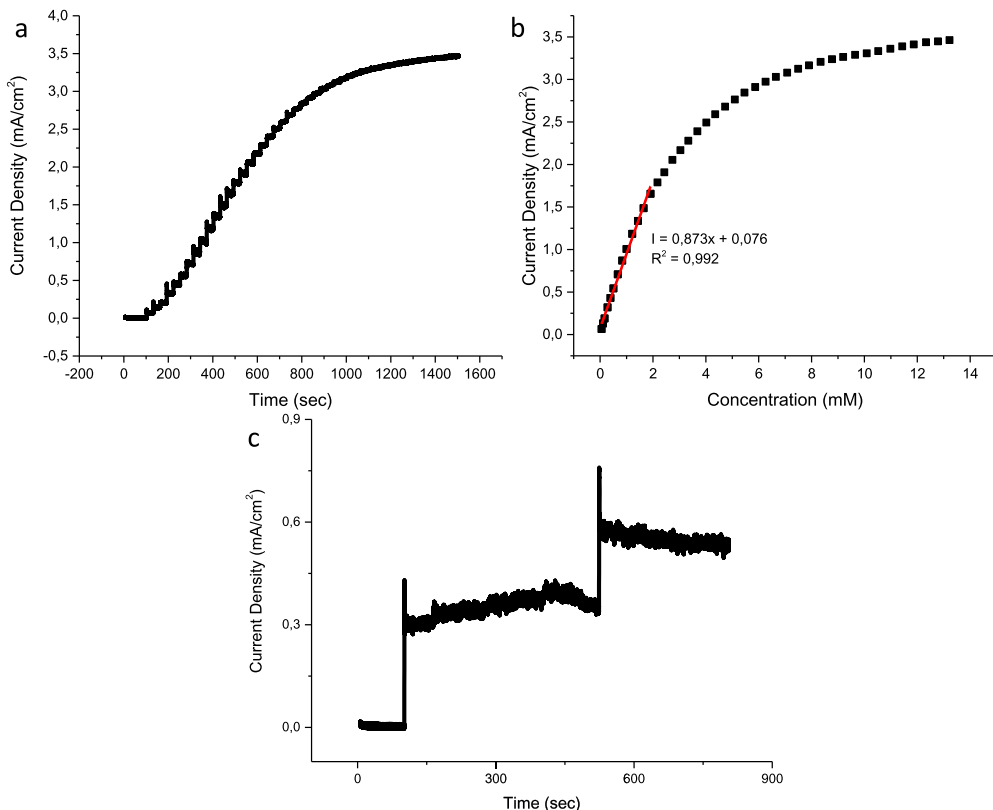 a
4,0
3,5
3,0
2,5
2,0
1,5
1,0
0,5
0,0
-0,5
Current Density (mA/cm²)
-200 0 200 400 600 800 1000 1200 1400 1600
Time (sec)
b
3,5
3,0
2,5
2,0
1,5
1,0
0,5
0,0
Current Density (mA/cm²)
I = 0,873x + 0,076
R² = 0,992
0 2 4 6 8 10 12 14
Concentration (mM)
c
0,9
0,6
0,3
0,0
Current Density (mA/cm²)
0 300 600 900
Time (sec)